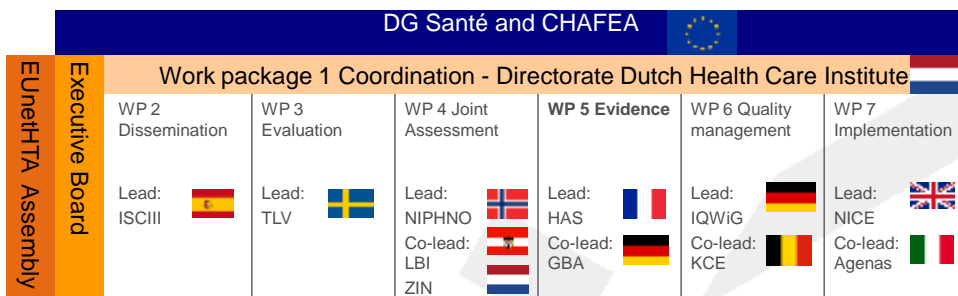 DG Santé and CHAFEA
EUnetHTA Assembly
Executive Board
Work package 1 Coordination - Directorate Dutch Health Care Institute
WP 2
Dissemination
Lead:
ISCIII
WP 3
Evaluation
Lead:
TLV
WP 4 Joint
Assessment
Lead:
NIPHNO
Co-lead:
LBI
ZIN
WP 5 Evidence
Lead:
HAS
Co-lead:
GBA
WP 6 Quality
management
Lead:
IQWiG
Co-lead:
KCE
WP 7
Implementation
Lead:
NICE
Co-lead:
Agenas